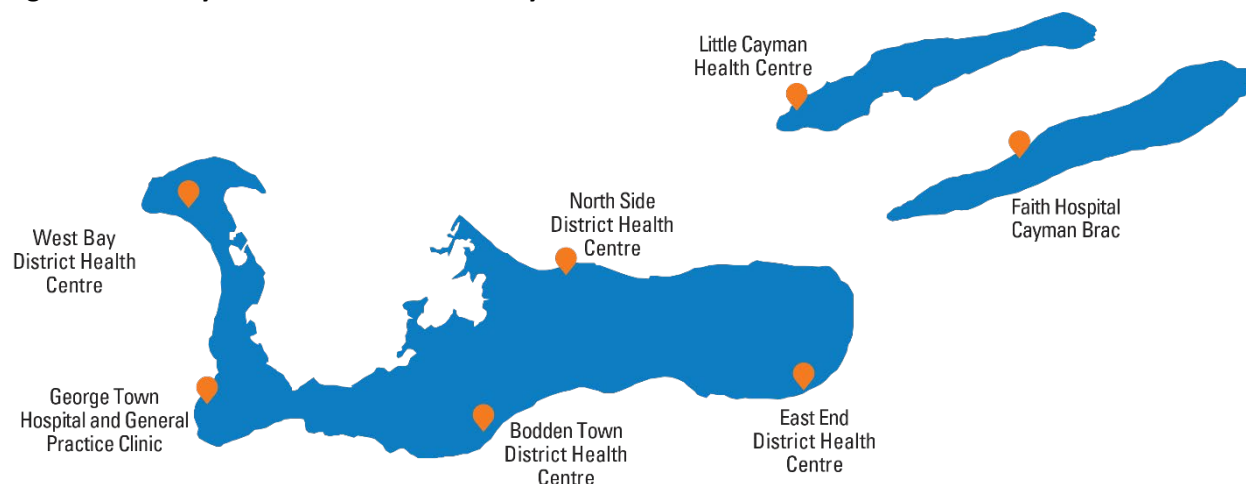 Little Cayman
Health Centre
Faith Hospital
Cayman Brac
North Side
District Health
Centre
West Bay
District Health
Centre
George Town
Hospital and General
Practice Clinic
Bodden Town
District Health
Centre
East End
District Health
Centre